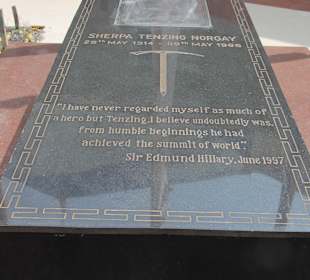 SHERPA TENZING NORGAY
29TH MAY 1914 - 09TH MAY 1986
"I have never regarded myself as much of
a hero but Tenzing, I believe undoubtedly was.
from humble beginnings he had
achieved the summit of world".
Sir Edmund Hillary, June 1997